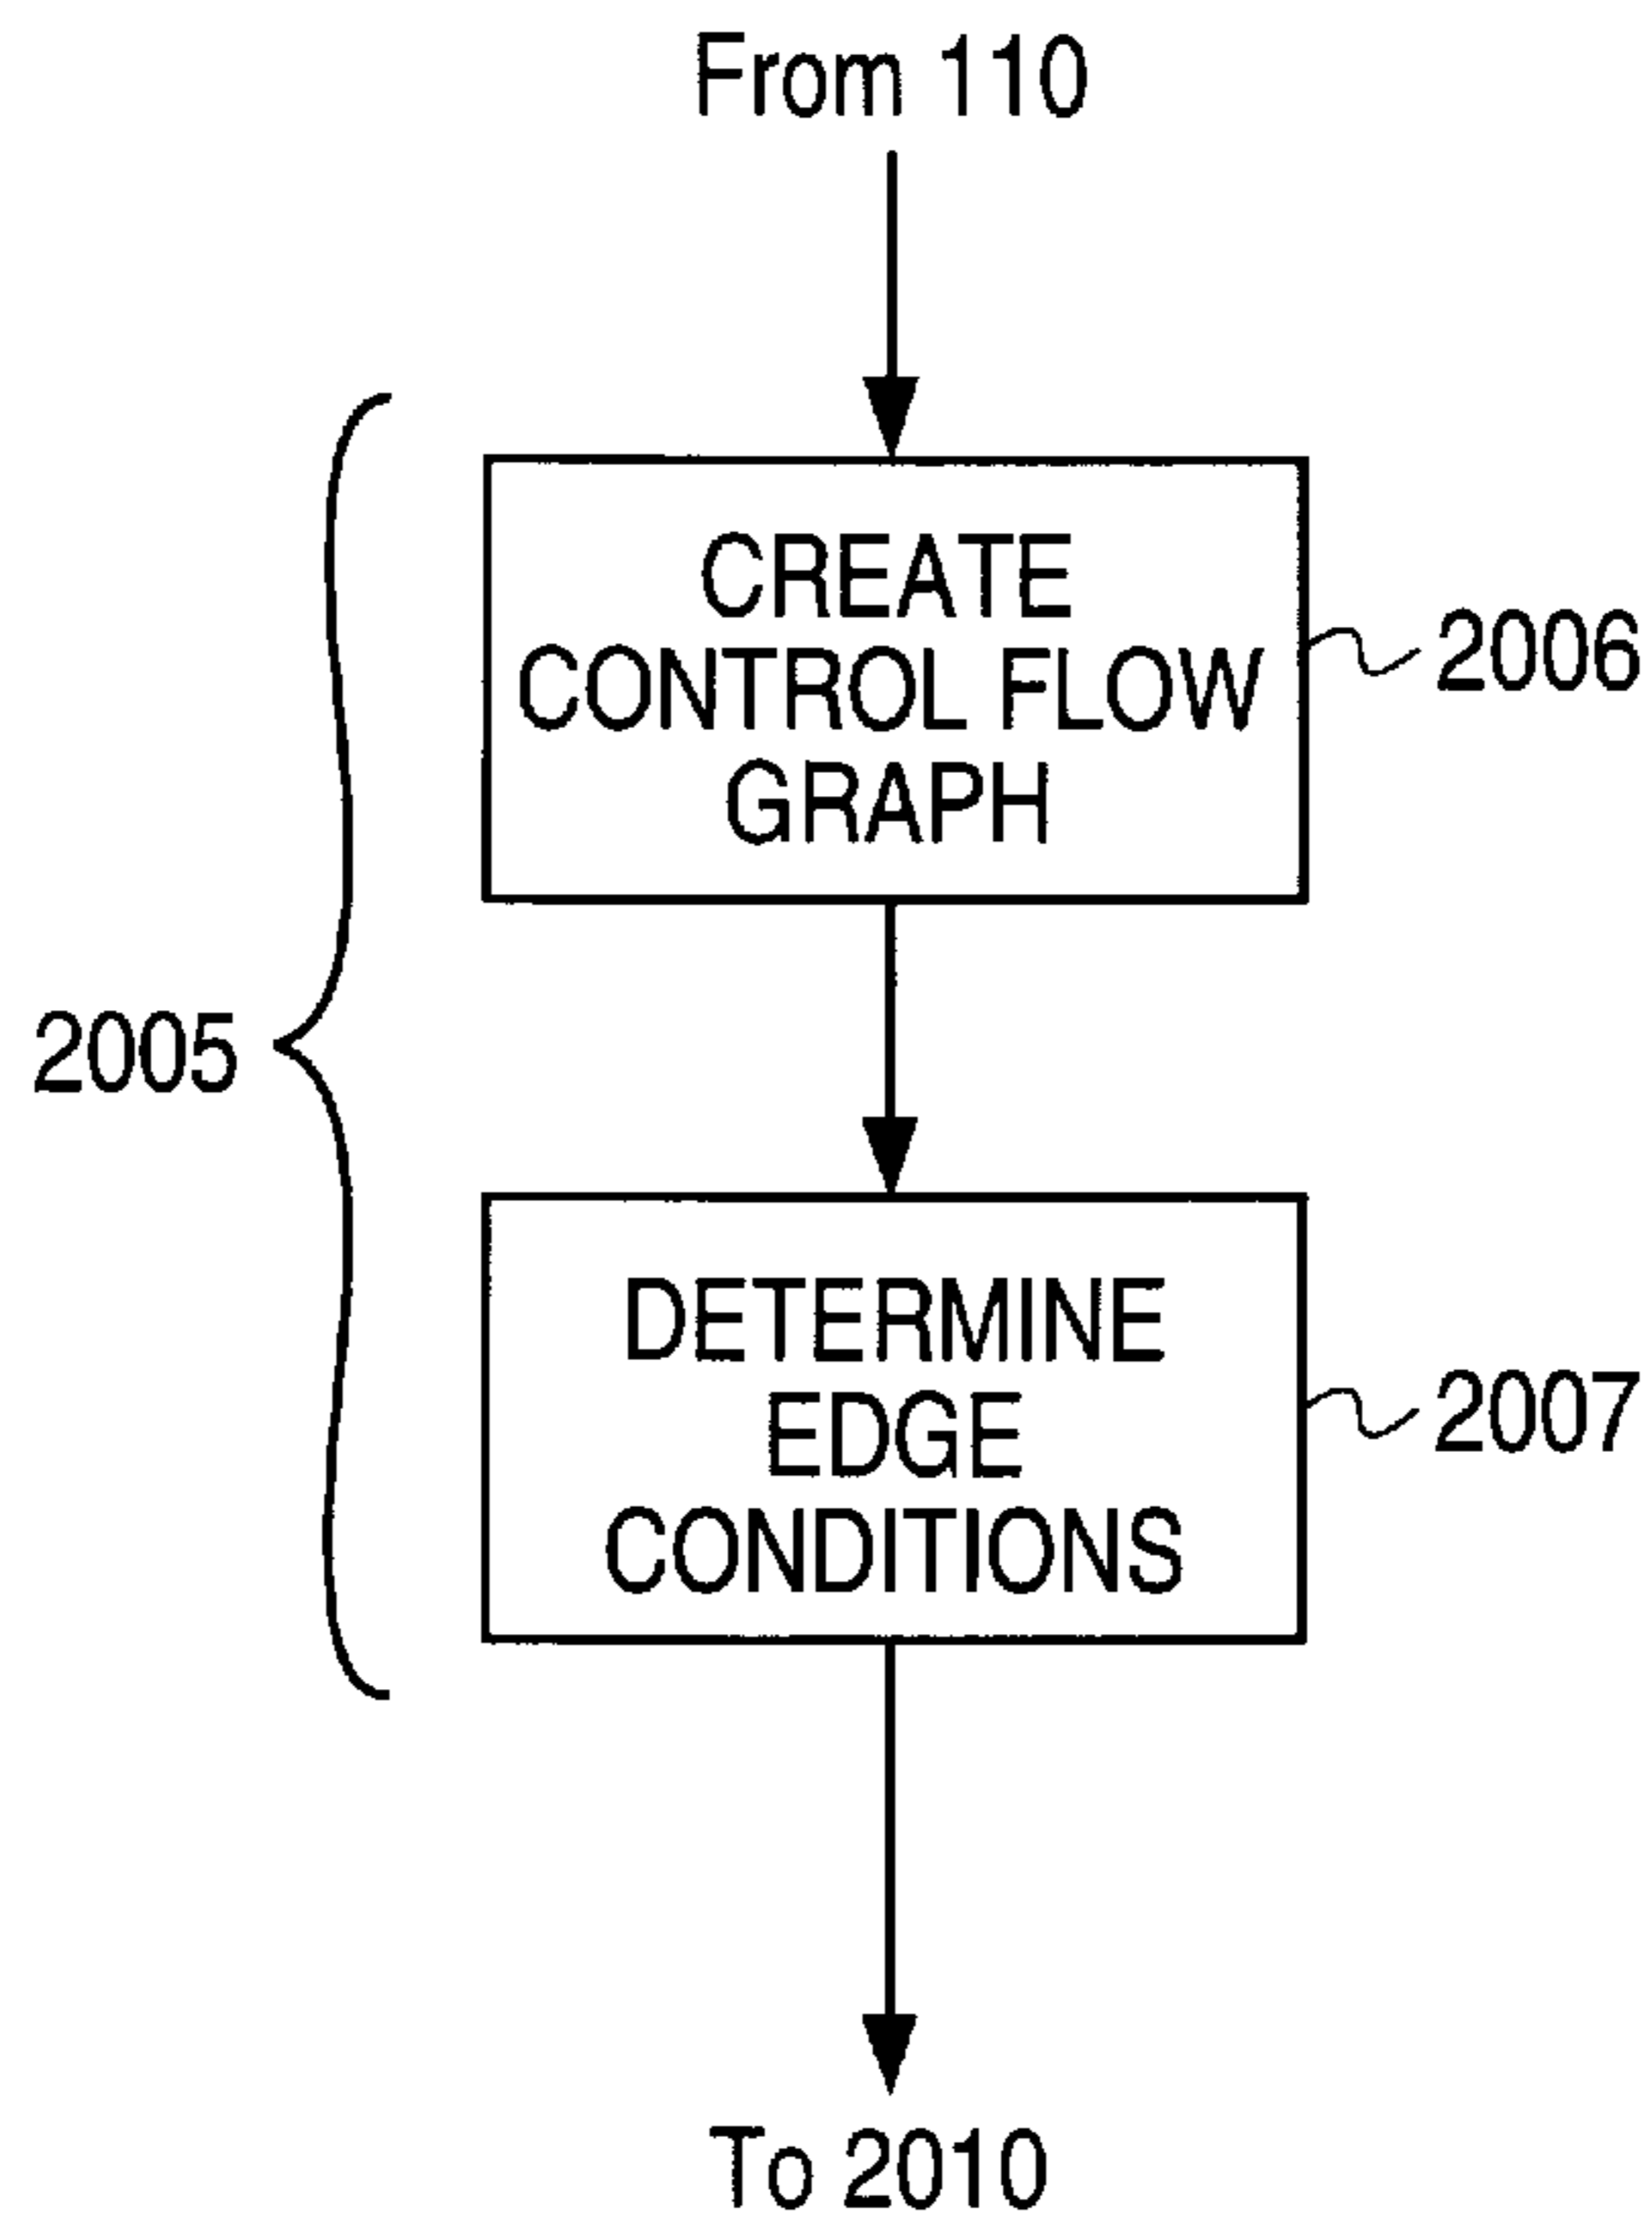 From 110
CREATE
CONTROL FLOW
GRAPH
2006
2005
DETERMINE
EDGE
CONDITIONS
2007
To 2010